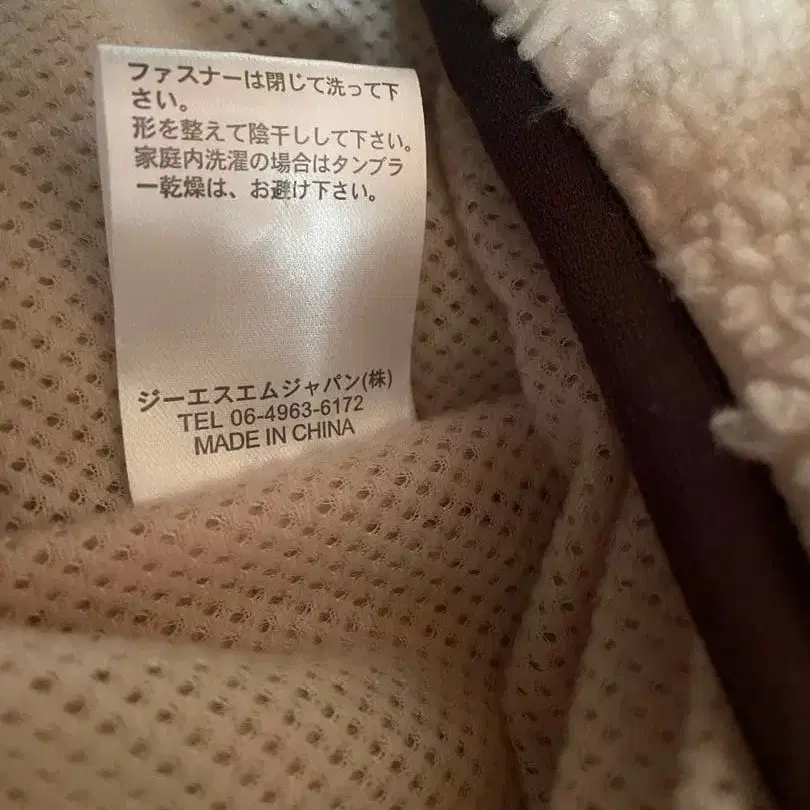 ファスナーは閉じて洗って下
さい。
形を整えて陰干しして下さい。
家庭内洗濯の場合はタンブラ
ー乾燥は、お避け下さい。
ジーエスエムジャパン(株)
TEL 06-4963-6172
MADE IN CHINA